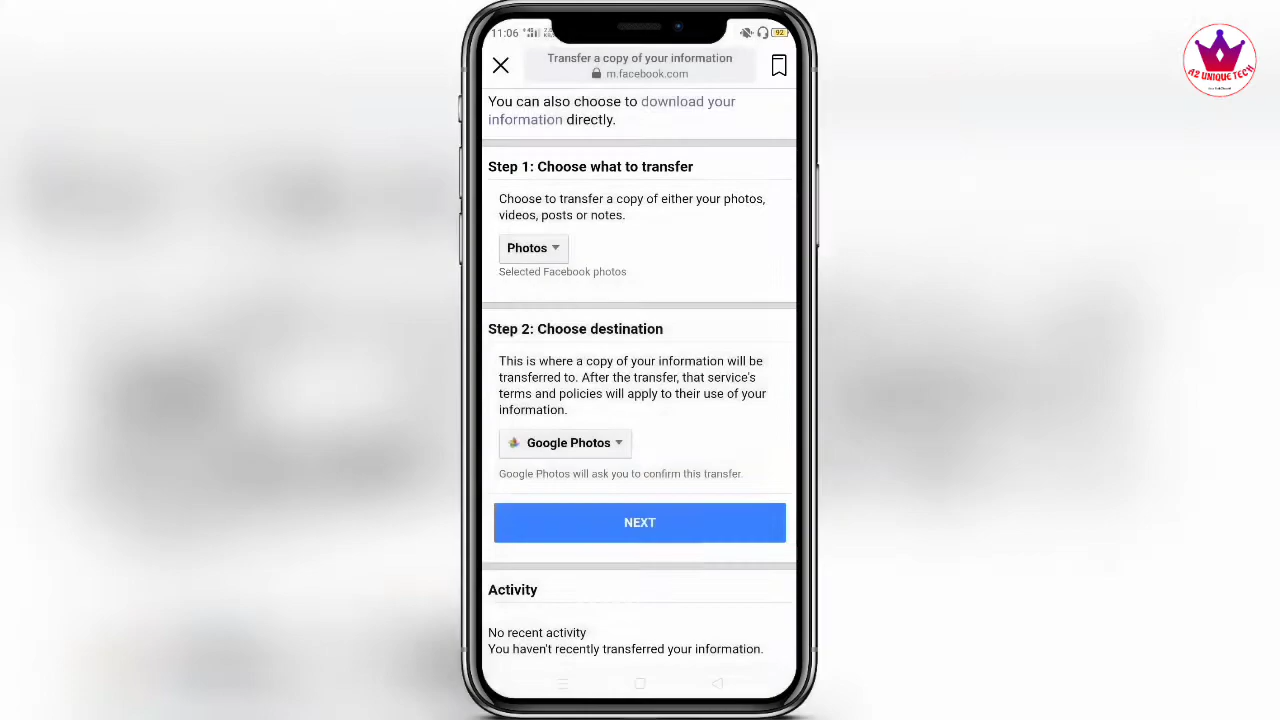 11:06
92
Transfer a copy of your information
m.facebook.com
A2 UNIQUE TECH
You can also choose to download your
information directly.
Step 1: Choose what to transfer
Choose to transfer a copy of either your photos,
videos, posts or notes.
Photos
Selected Facebook photos
Step 2: Choose destination
This is where a copy of your information will be
transferred to. After the transfer, that service's
terms and policies will apply to their use of your
information.
Google Photos
Google Photos will ask you to confirm this transfer.
NEXT
Activity
No recent activity
You haven't recently transferred your information.